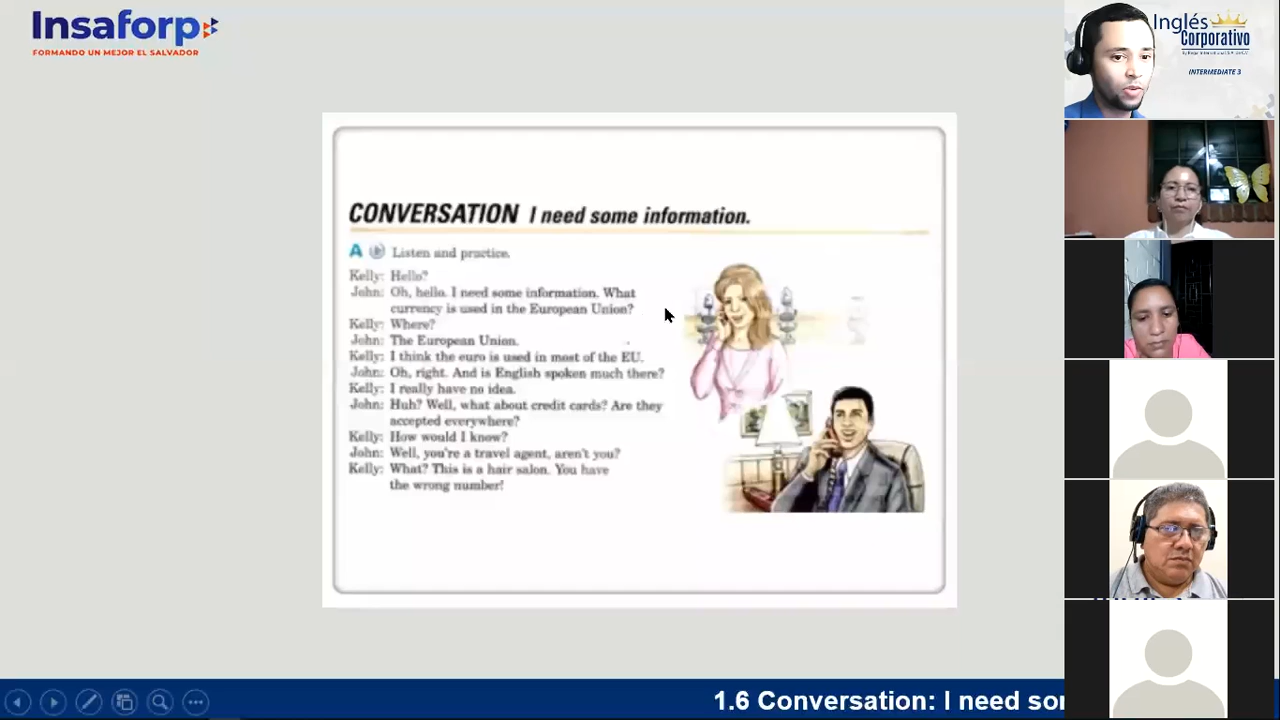 Insaforp
FORMANDO UN MEJOR EL SALVADOR
Inglés
Corporativo
INTERMEDIATE 3
CONVERSATION I need some information.
A Listen and practice.
Kelly: Hello?
John: Oh, hello. I need some information. What
currency is used in the European Union?
Kelly: Where?
John: The European Union.
Kelly: I think the euro is used in most of the EU.
John: Oh, right. And is English spoken much there?
Kelly: I really have no idea.
John: Huh? Well, what about credit cards? Are they
accepted everywhere?
Kelly: How would I know?
John: Well, you're a travel agent, aren't you?
Kelly: What? This is a hair salon. You have
the wrong number!
1.6 Conversation: I need so